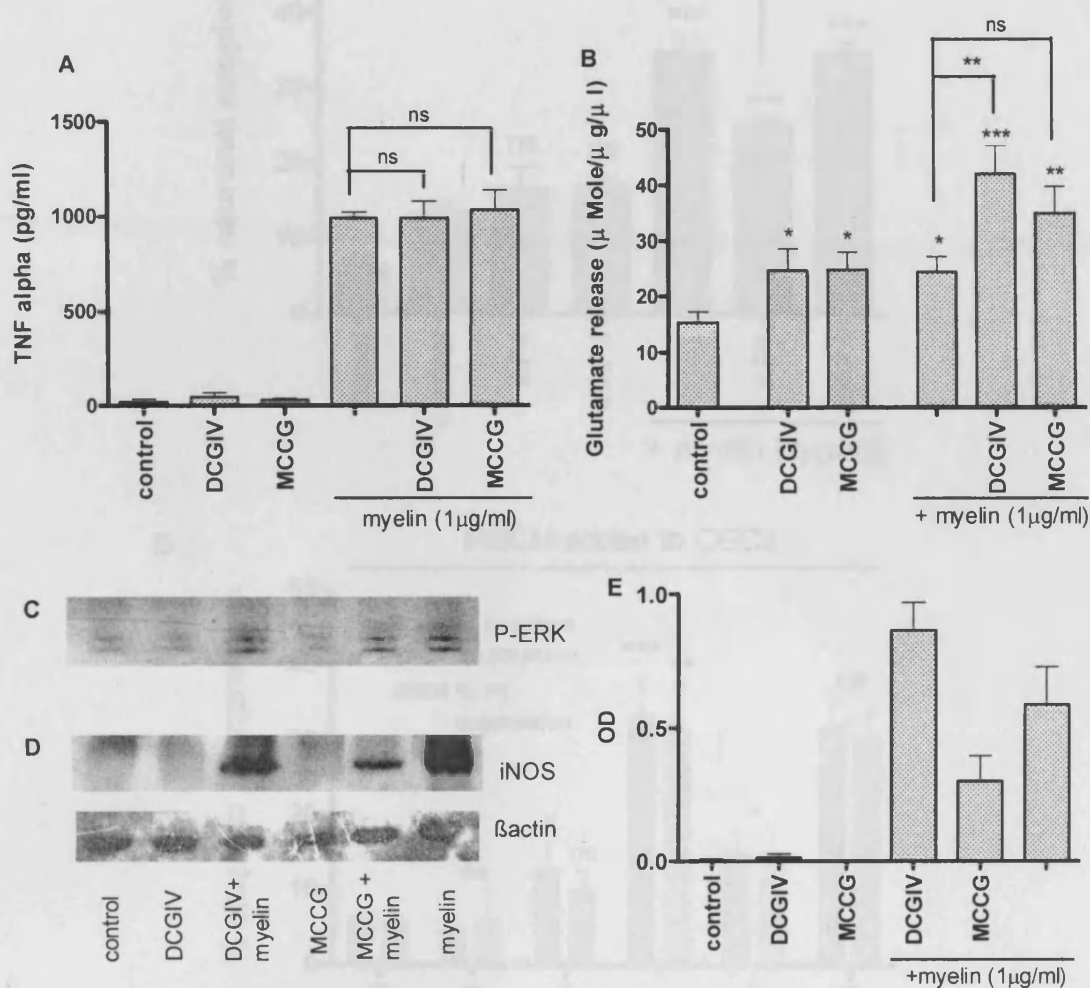 A
TNF alpha (pg/ml)
1500
1000
500
0
ns
ns
control
DCGIV
MCCG
DCGIV
MCCG
myelin (1µg/ml)
B
Glutamate release (µ Mole/µ g/µ l)
50
40
30
20
10
0
ns
**
*
*
*
***
**
control
DCGIV
MCCG
DCGIV
MCCG
+ myelin (1µg/ml)
C
P-ERK
D
iNOS
ßactin
control
DCGIV
DCGIV+
myelin
MCCG
MCCG +
myelin
myelin
E
OD
1.0
0.5
0.0
control
DCGIV
MCCG
DCGIV
MCCG
+myelin (1µg/ml)